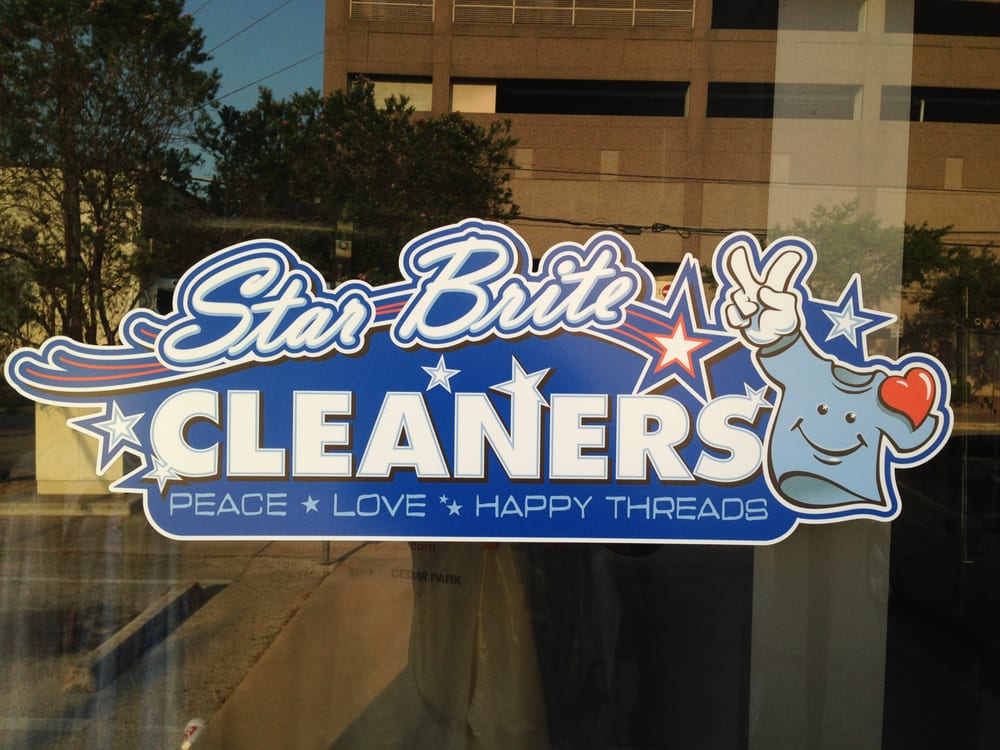 Star Brite
CLEANERS
PEACE ★ LOVE ★ HAPPY THREADS
CEDAR PARK